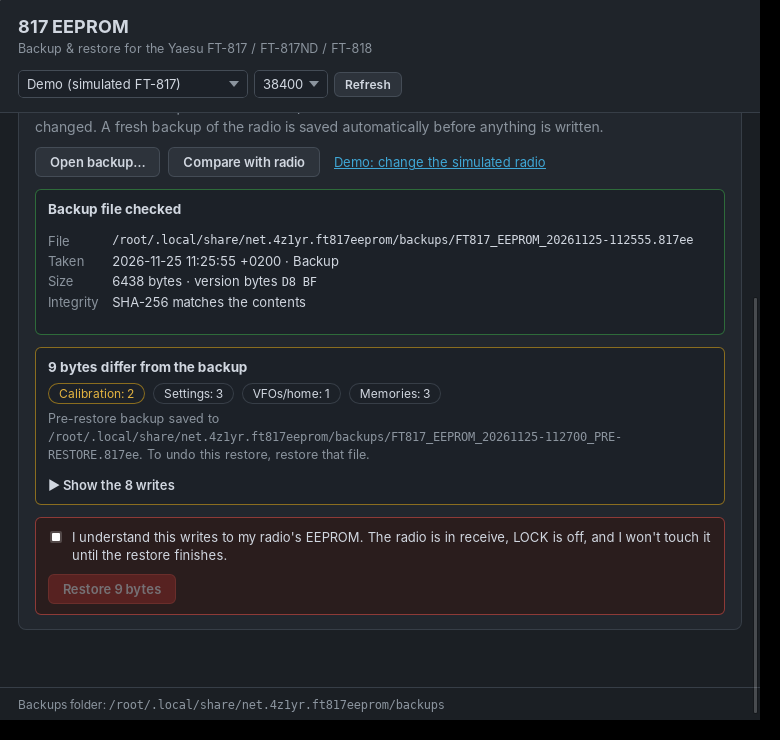 817 EEPROM
Backup & restore for the Yaesu FT-817 / FT-817ND / FT-818
Demo (simulated FT-817) 38400 Refresh
changed. A fresh backup of the radio is saved automatically before anything is written.
Open backup... Compare with radio Demo: change the simulated radio
Backup file checked
File /root/.local/share/net.4z1yr.ft817eeprom/backups/FT817_EEPROM_20261125-112555.817ee
Taken 2026-11-25 11:25:55 +0200 · Backup
Size 6438 bytes · version bytes D8 BF
Integrity SHA-256 matches the contents
9 bytes differ from the backup
Calibration: 2 Settings: 3 VFOs/home: 1 Memories: 3
Pre-restore backup saved to
/root/.local/share/net.4z1yr.ft817eeprom/backups/FT817_EEPROM_20261125-112700_PRE-
RESTORE.817ee. To undo this restore, restore that file.
▶ Show the 8 writes
I understand this writes to my radio's EEPROM. The radio is in receive, LOCK is off, and I won't touch it
until the restore finishes.
Restore 9 bytes
Backups folder: /root/.local/share/net.4z1yr.ft817eeprom/backups